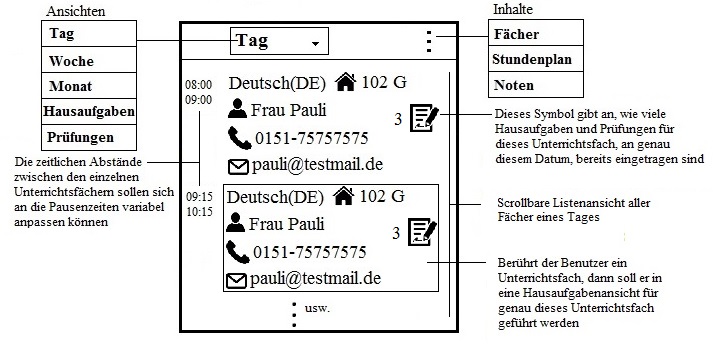 Ansichten
Tag
Woche
Monat
Hausaufgaben
Prüfungen
Die zeitlichen Abstände
zwischen den einzelnen
Unterrichtsfächern sollen sich
an die Pausenzeiten variabel
anpassen können
Tag
08:00
09:00
Deutsch(DE) 102 G
Frau Pauli
3
0151-75757575
pauli@testmail.de
09:15
10:15
Deutsch(DE) 102 G
Frau Pauli
3
0151-75757575
pauli@testmail.de
usw.
Inhalte
Fächer
Stundenplan
Noten
Dieses Symbol gibt an, wie viele
Hausaufgaben und Prüfungen für
dieses Unterrichtsfach, an genau
diesem Datum, bereits eingetragen sind
Scrollbare Listenansicht aller
Fächer eines Tages
Berührt der Benutzer ein
Unterrichtsfach, dann soll er in
eine Hausaufgabenansicht für
genau dieses Unterrichtsfach
geführt werden